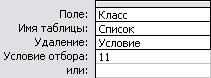 Поле: Класс
Имя таблицы: Список
Удаление: Условие
Условие отбора: 11
или: